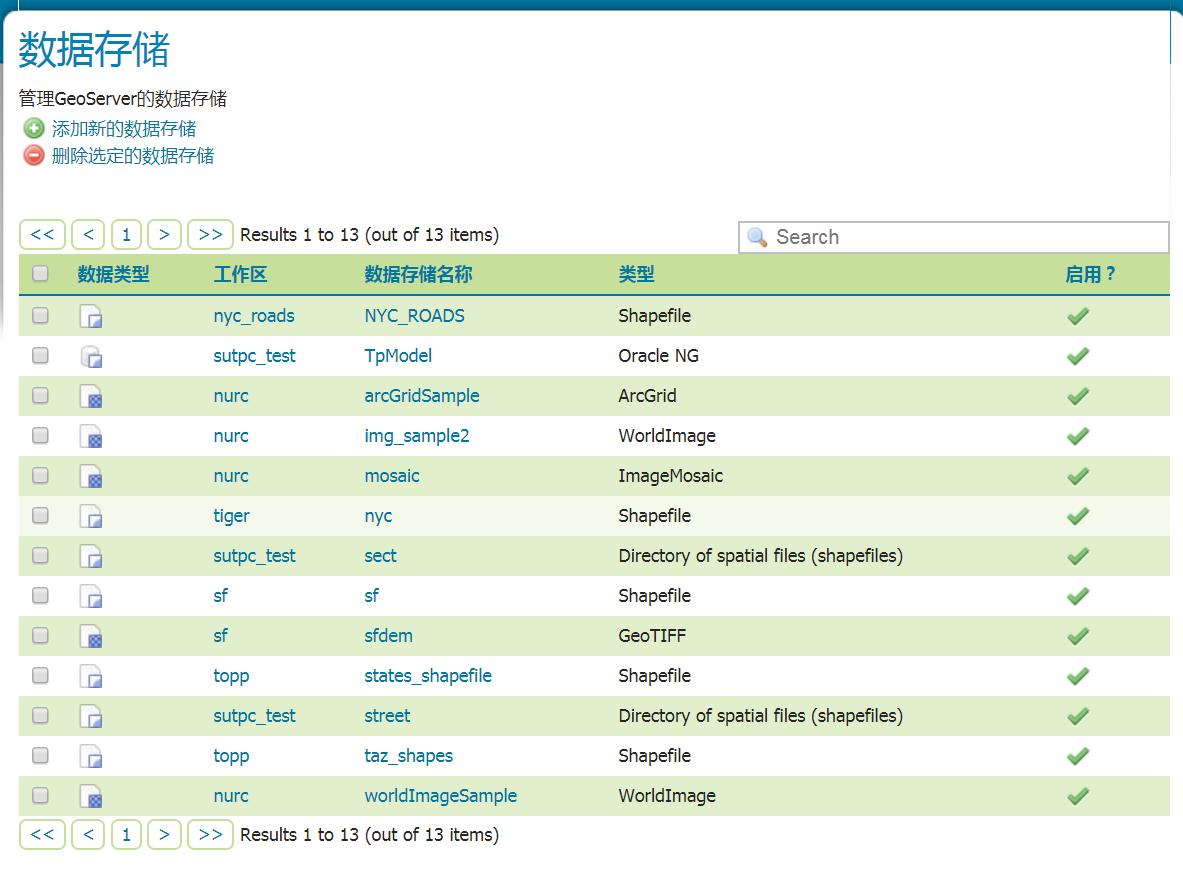 数据存储
管理GeoServer的数据存储
添加新的数据存储
删除选定的数据存储
<< < 1 > >> Results 1 to 13 (out of 13 items) Search
数据类型 工作区 数据存储名称 类型 启用？
nyc_roads NYC_ROADS Shapefile
sutpc_test TpModel Oracle NG
nurc arcGridSample ArcGrid
nurc img_sample2 WorldImage
nurc mosaic ImageMosaic
tiger nyc Shapefile
sutpc_test sect Directory of spatial files (shapefiles)
sf sf Shapefile
sf sfdem GeoTIFF
topp states_shapefile Shapefile
sutpc_test street Directory of spatial files (shapefiles)
topp taz_shapes Shapefile
nurc worldImageSample WorldImage
<< < 1 > >> Results 1 to 13 (out of 13 items)